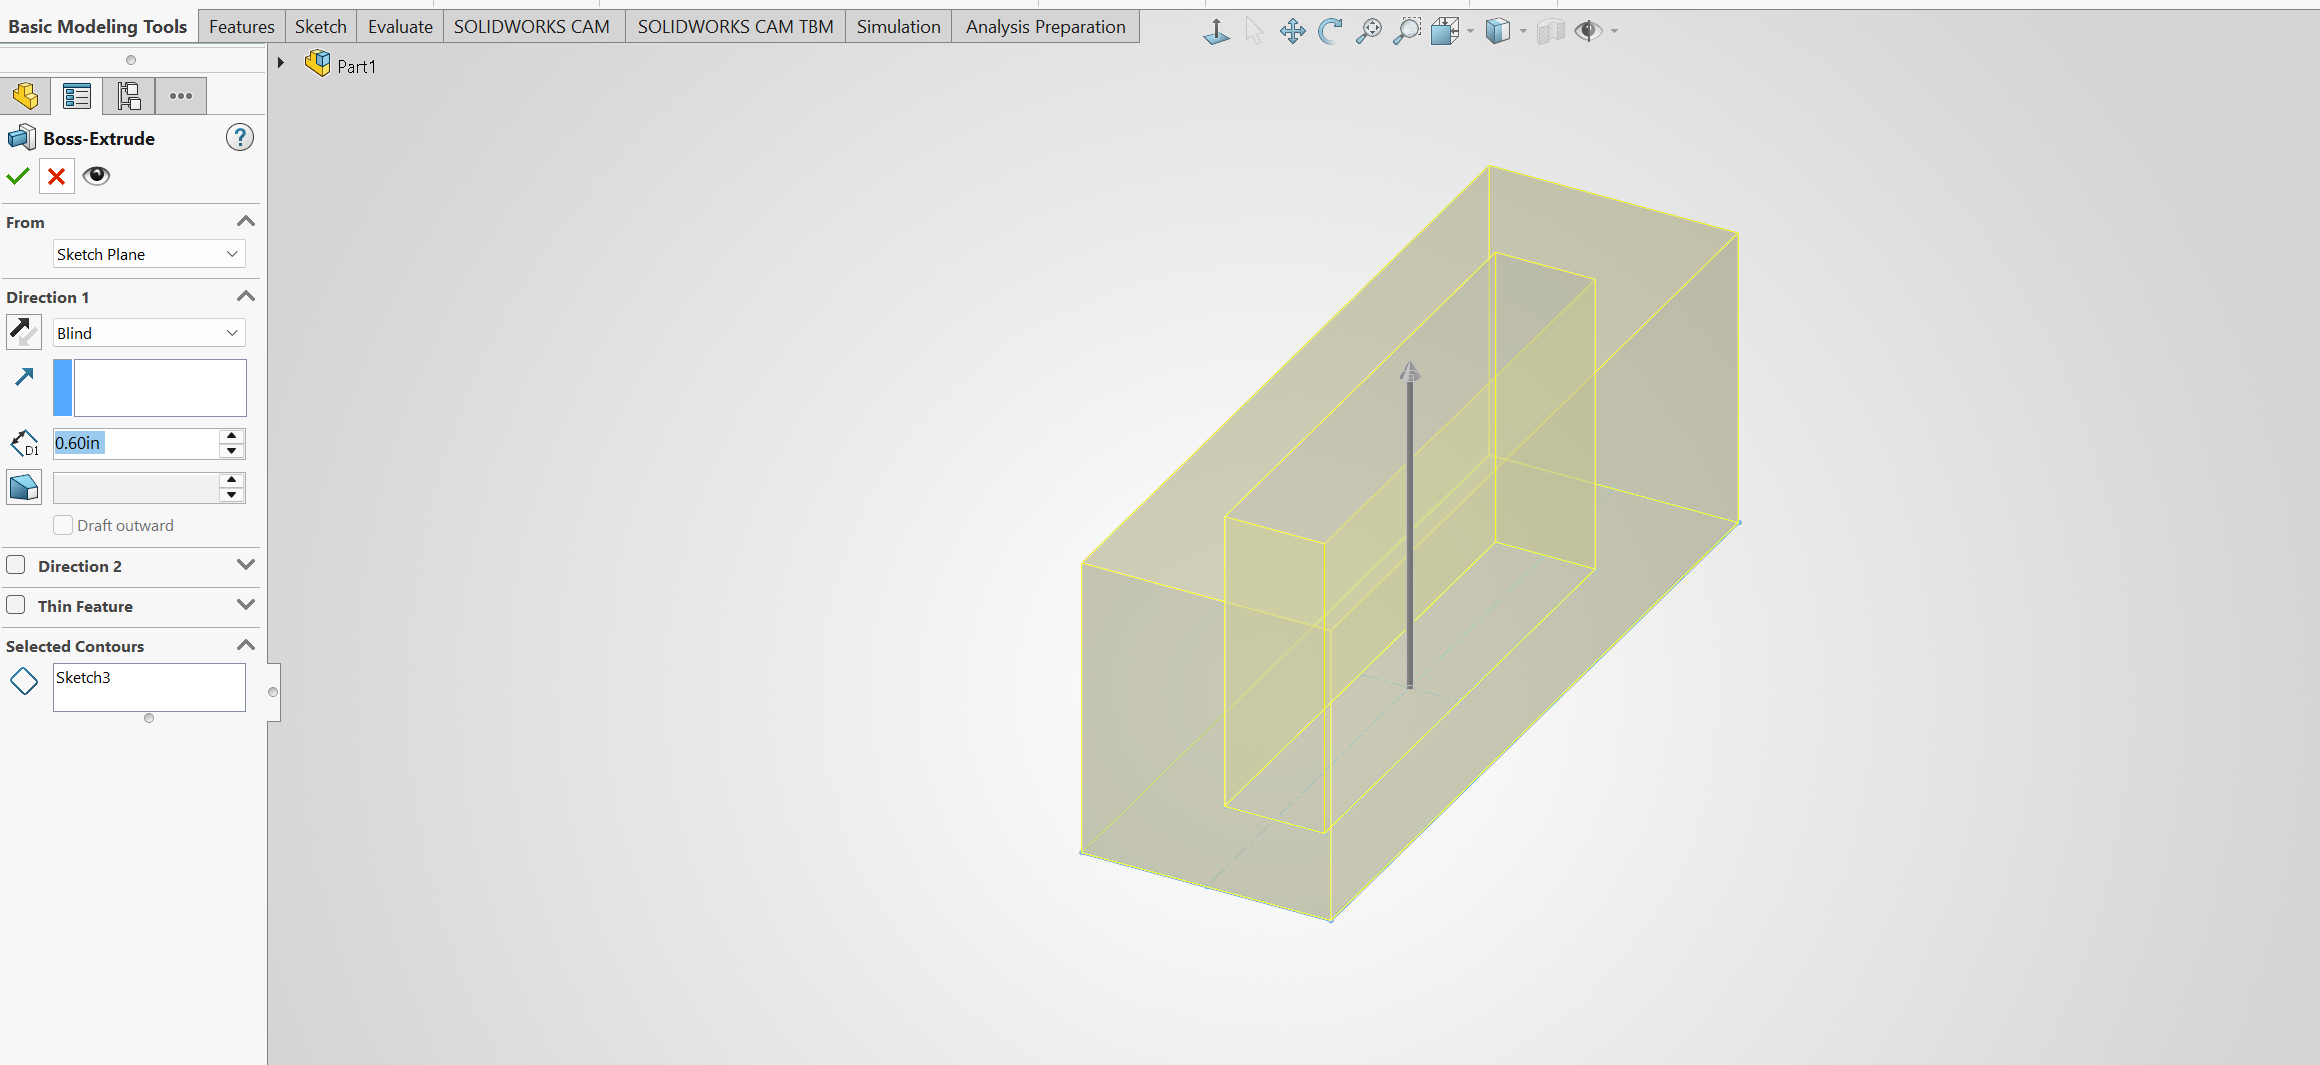 Basic Modeling Tools Features Sketch Evaluate SOLIDWORKS CAM SOLIDWORKS CAM TBM Simulation Analysis Preparation
Part1
Boss-Extrude
?
From
Sketch Plane
Direction 1
Blind
D1
0.60in
Draft outward
Direction 2
Thin Feature
Selected Contours
Sketch3